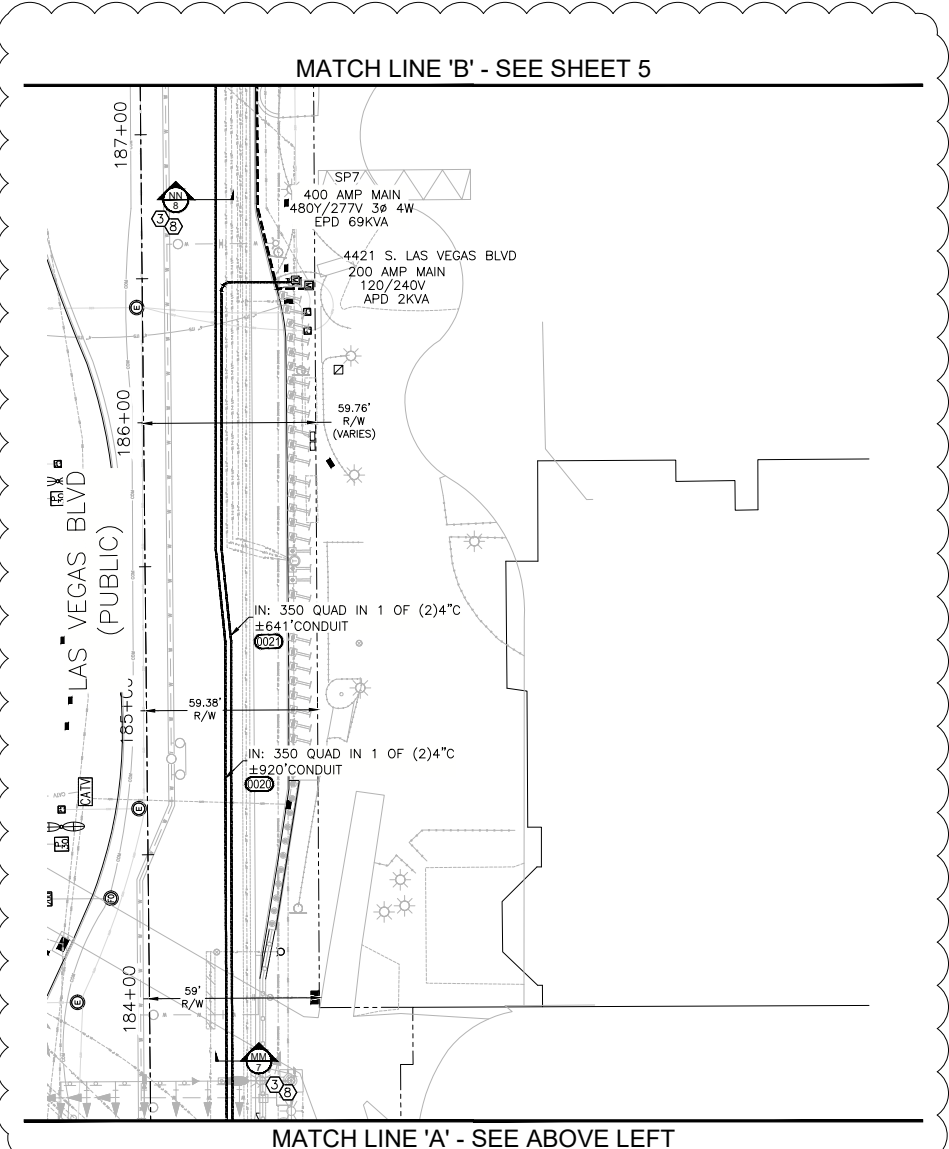 MATCH LINE 'B' - SEE SHEET 5
187+00
NN
8
3
8
SP7
400 AMP MAIN
480Y/277V 3ø 4W
EPD 69KVA
4421 S. LAS VEGAS BLVD
200 AMP MAIN
120/240V
APD 2KVA
E
186+00
59.76'
R/W
(VARIES)
LAS VEGAS BLVD
(PUBLIC)
IN: 350 QUAD IN 1 OF (2)4"C
±641'CONDUIT
0021
59.38'
R/W
185+00
IN: 350 QUAD IN 1 OF (2)4"C
±920'CONDUIT
0020
CATV
CATV
E
FO
184+00
59'
R/W
E
MM
7
3
8
MATCH LINE 'A' - SEE ABOVE LEFT